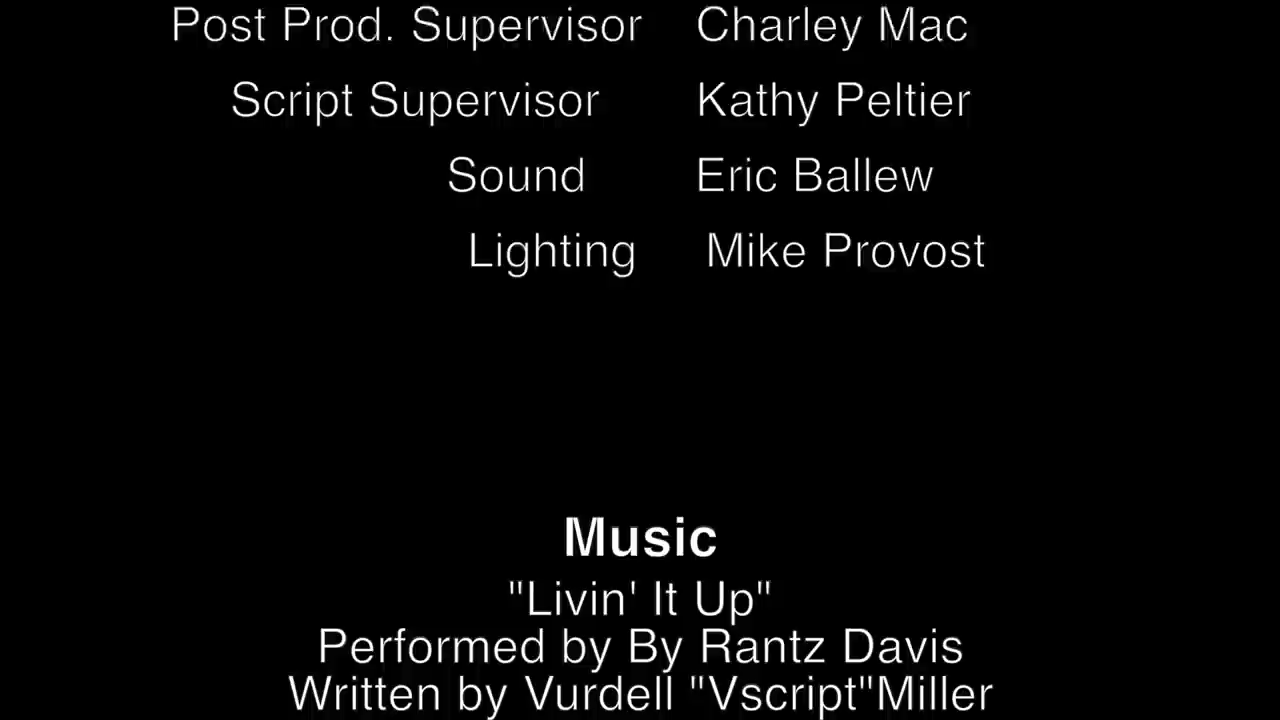 Post Prod. Supervisor Charley Mac
Script Supervisor Kathy Peltier
Sound Eric Ballew
Lighting Mike Provost
Music
"Livin' It Up"
Performed by By Rantz Davis
Written by Vurdell "Vscript"Miller